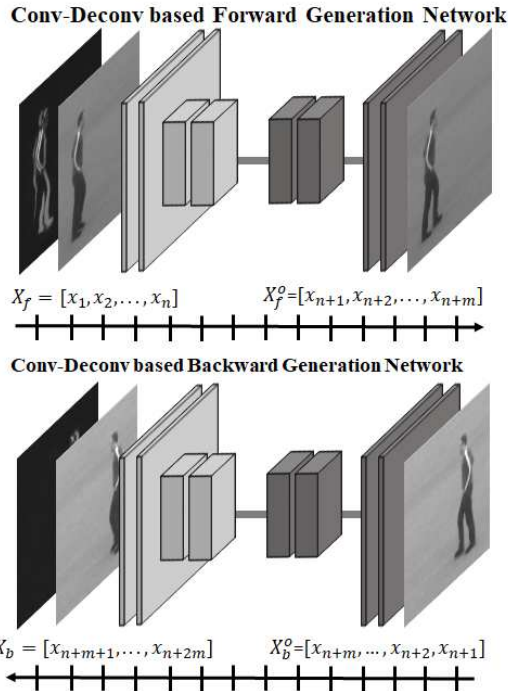 Conv-Deconv based Forward Generation Network
X_f = [x_1, x_2, ..., x_n]
X_f^o=[x_{n+1}, x_{n+2}, ..., x_{n+m}]
Conv-Deconv based Backward Generation Network
X_b = [x_{n+m+1}, ..., x_{n+2m}]
X_b^o=[x_{n+m}, ..., x_{n+2}, x_{n+1}]